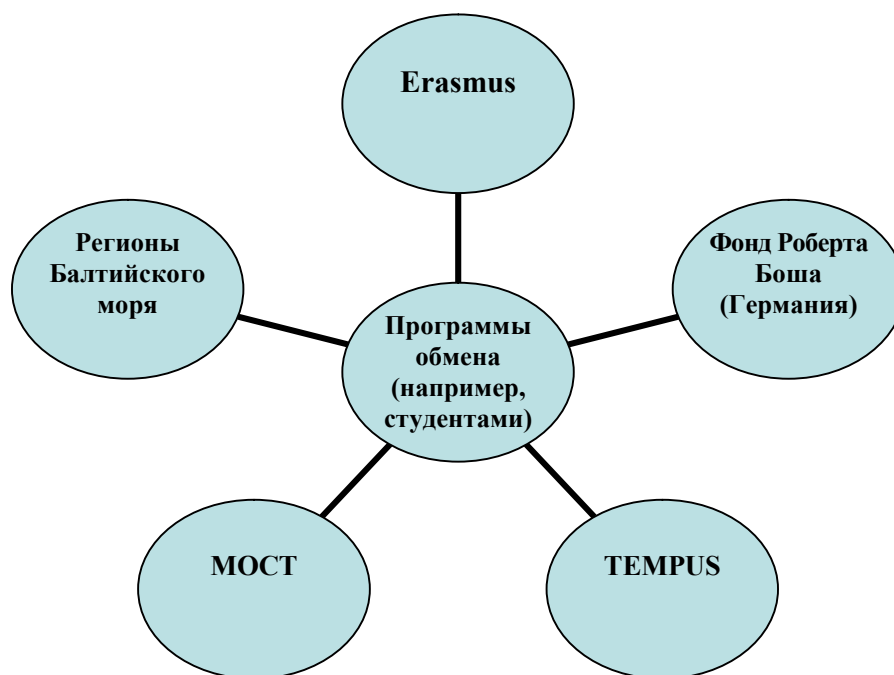 Erasmus
Регионы
Балтийского
моря
Фонд Роберта
Боша
(Германия)
Программы
обмена
(например,
студентами)
МОСТ
TEMPUS